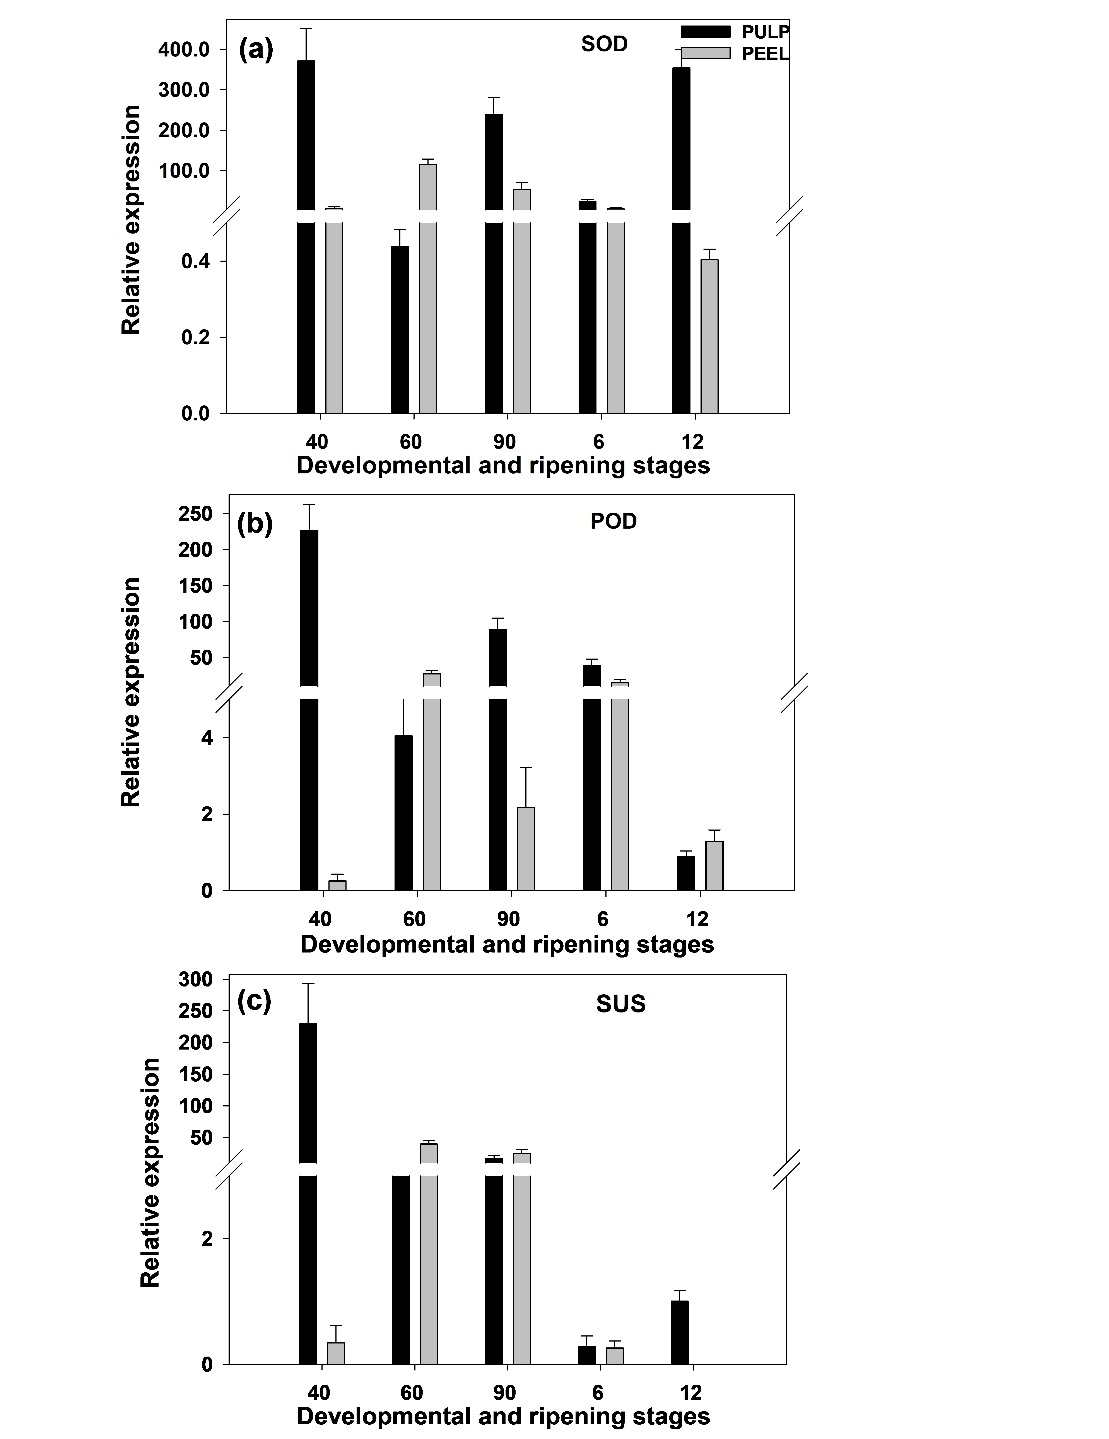 (a) SOD PULP
PEEL
400.0
300.0
200.0
100.0
0.4
0.2
0.0
Relative expression
40 60 90 6 12
Developmental and ripening stages
(b) POD
250
200
150
100
50
4
2
0
Relative expression
40 60 90 6 12
Developmental and ripening stages
(c) SUS
300
250
200
150
100
50
2
0
Relative expression
40 60 90 6 12
Developmental and ripening stages